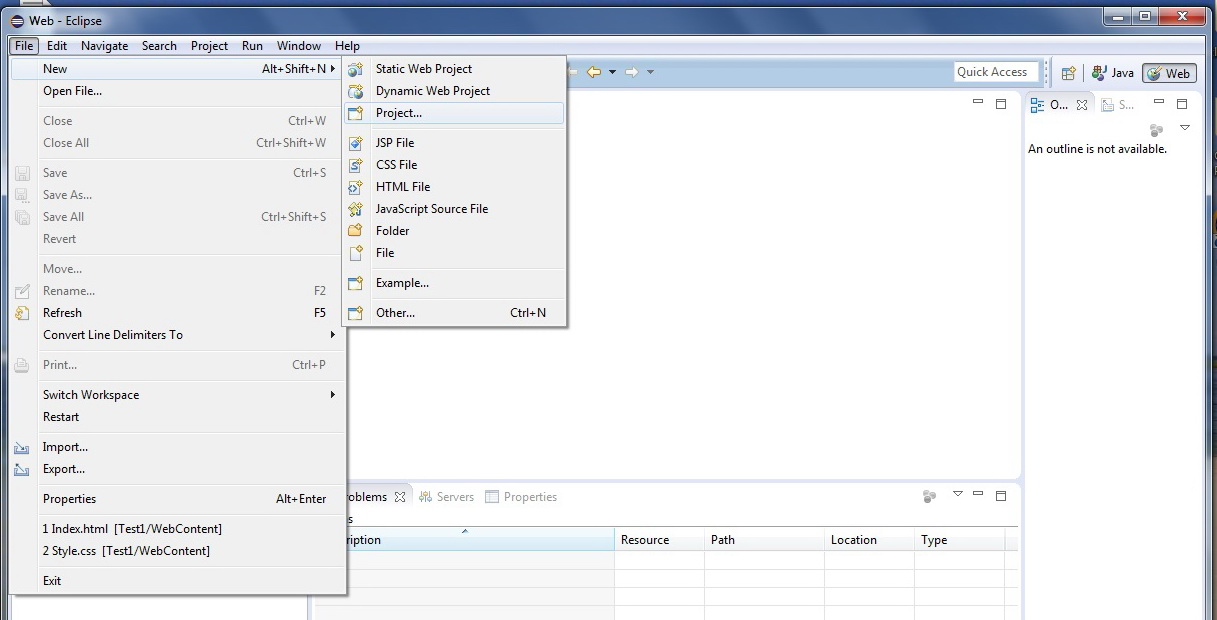 Web - Eclipse
File Edit Navigate Search Project Run Window Help
New Alt+Shift+N
Open File...
Close Ctrl+W
Close All Ctrl+Shift+W
Save Ctrl+S
Save As...
Save All Ctrl+Shift+S
Revert
Move...
Rename... F2
Refresh F5
Convert Line Delimiters To
Print... Ctrl+P
Switch Workspace
Restart
Import...
Export...
Properties Alt+Enter
1 Index.html [Test1/WebContent]
2 Style.css [Test1/WebContent]
Exit
Static Web Project
Dynamic Web Project
Project...
JSP File
CSS File
HTML File
JavaScript Source File
Folder
File
Example...
Other... Ctrl+N
Quick Access Java Web
O... S...
An outline is not available.
roblems Servers Properties
s
ription Resource Path Location Type